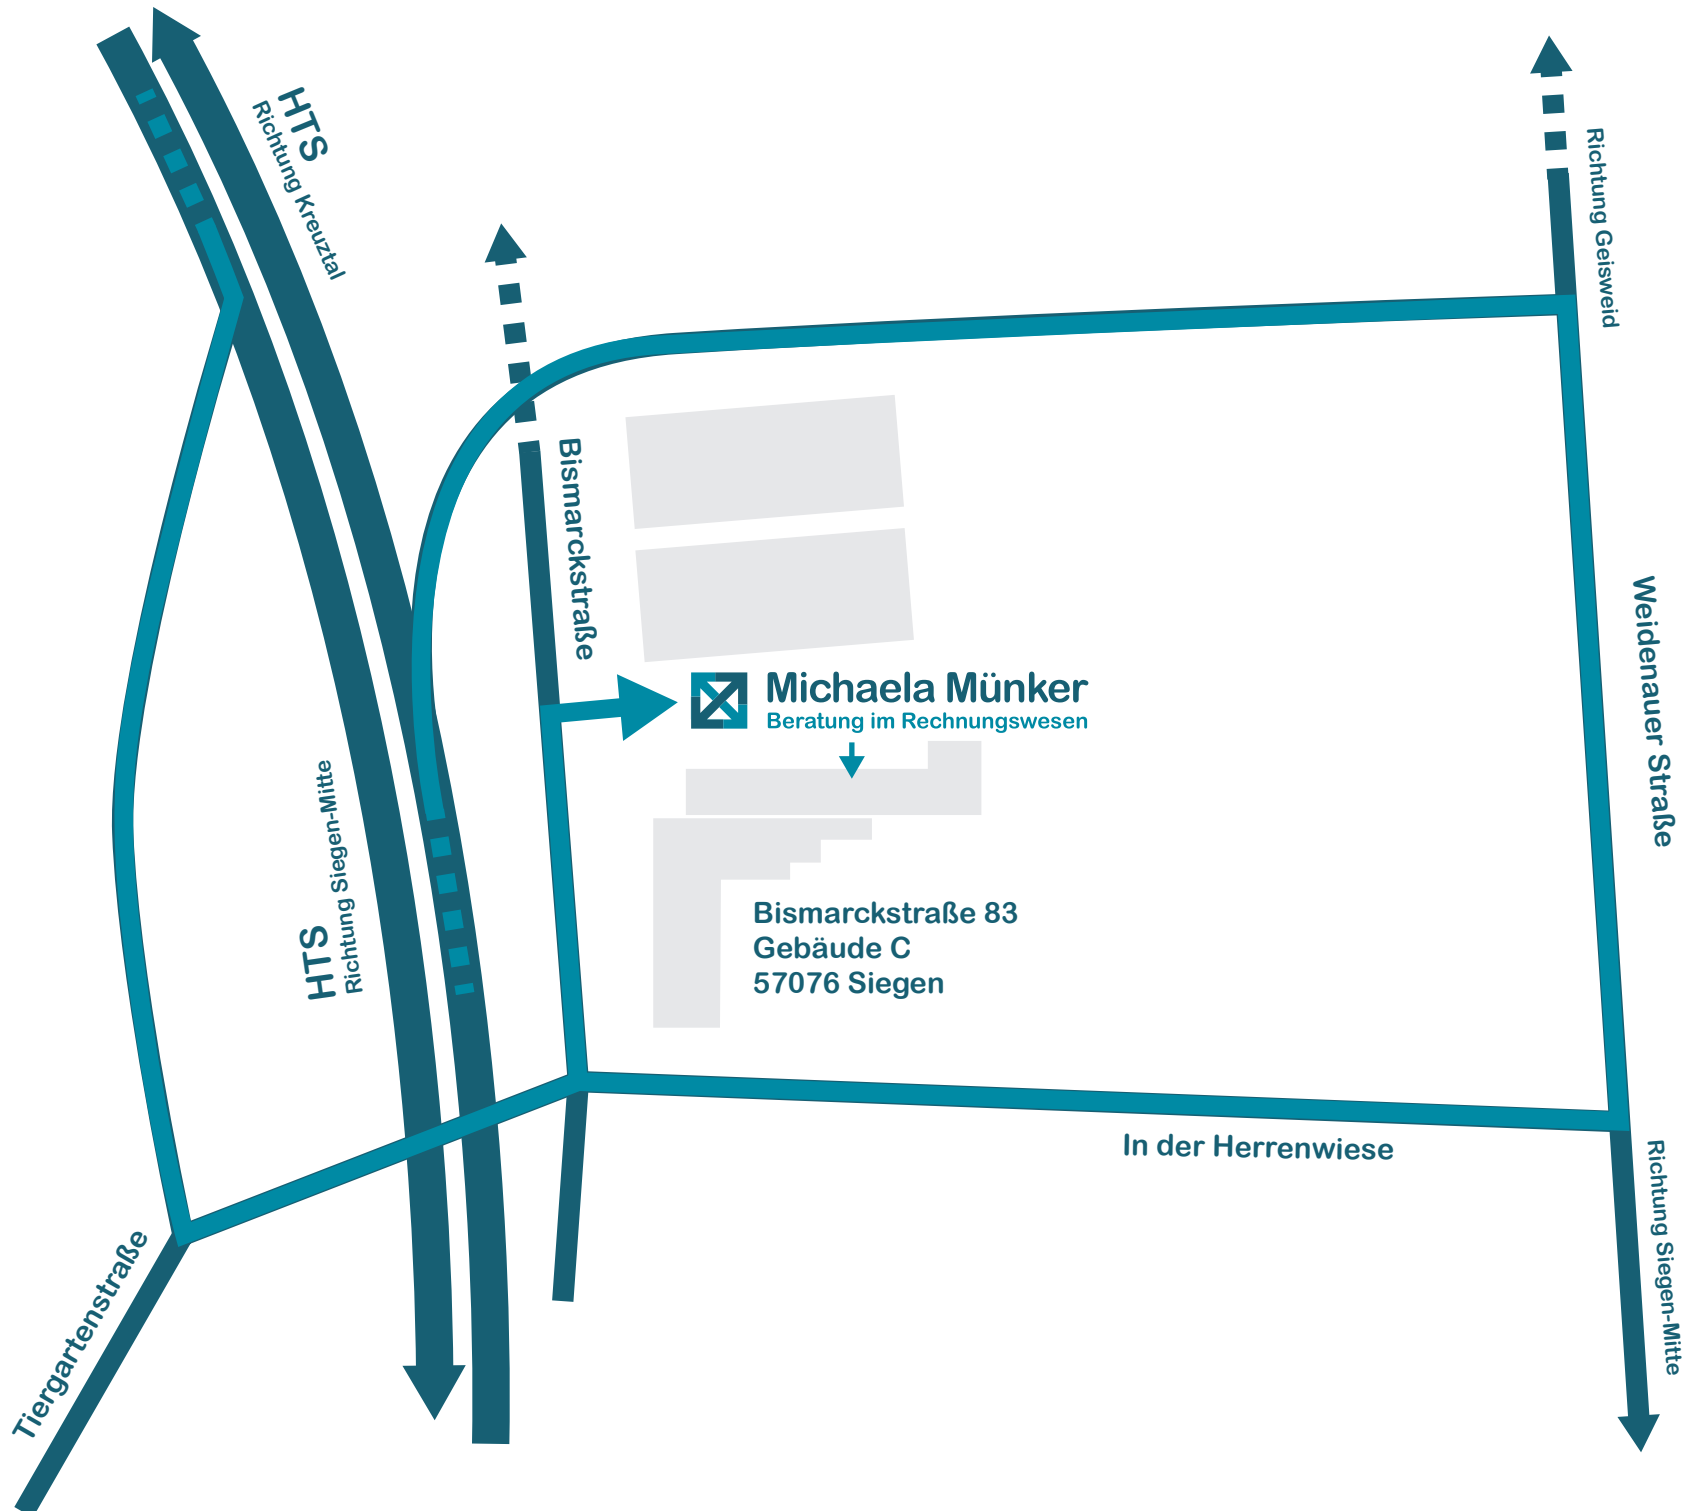 HTS
Richtung Kreuztal
Richtung Geisweid
Bismarckstraße
Weidenauer Straße
Michaela Münker
Beratung im Rechnungswesen
HTS
Richtung Siegen-Mitte
Bismarckstraße 83
Gebäude C
57076 Siegen
In der Herrenwiese
Richtung Siegen-Mitte
Tiergartenstraße